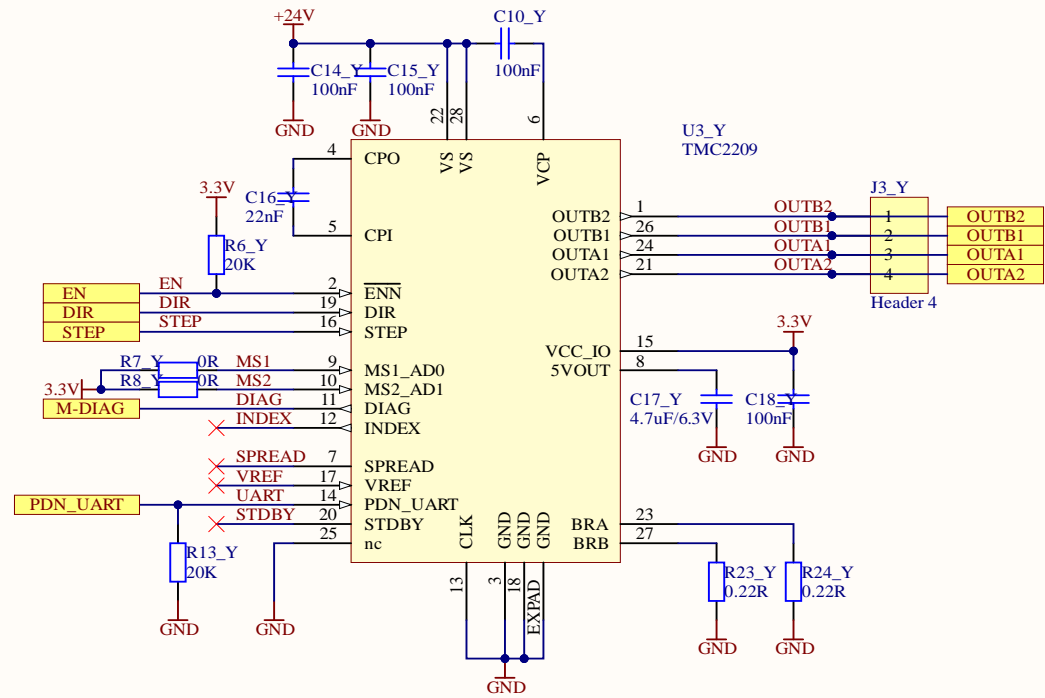 +24V
C10_Y
100nF
C14_Y
100nF
C15_Y
100nF
GND
GND
22
28
6
U3_Y
TMC2209
4
CPO
VS
VS
VCP
3.3V
C16_Y
22nF
5
CPI
R6_Y
20K
J3_Y
OUTB2
1
OUTB2
1
OUTB2
OUTB1
26
OUTB1
2
OUTB1
OUTA1
24
OUTA1
3
OUTA1
OUTA2
21
OUTA2
4
OUTA2
Header 4
EN
EN
2
ENN
DIR
DIR
19
DIR
STEP
STEP
16
STEP
3.3V
VCC_IO
15
5VOUT
8
R7_Y
0R
MS1
9
MS1_AD0
R8_Y
0R
MS2
10
MS2_AD1
3.3V
M-DIAG
DIAG
11
DIAG
INDEX
12
INDEX
C17_Y
4.7uF/6.3V
C18_Y
100nF
GND
GND
SPREAD
7
SPREAD
VREF
17
VREF
PDN_UART
UART
14
PDN_UART
STDBY
20
STDBY
25
nc
CLK
GND
GND
GND
BRA
23
BRB
27
R13_Y
20K
13
3
18
EXPAD
R23_Y
0.22R
R24_Y
0.22R
GND
GND
GND
GND
GND